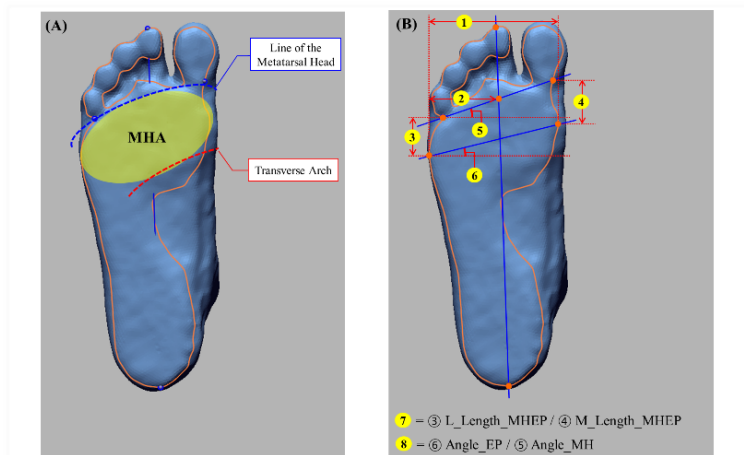 (A)
Line of the
Metatarsal Head
MHA
Transverse Arch
(B)
1
2
3
4
5
6
7 = ③ L_Length_MHEP / ④ M_Length_MHEP
8 = ⑥ Angle_EP / ⑤ Angle_MH